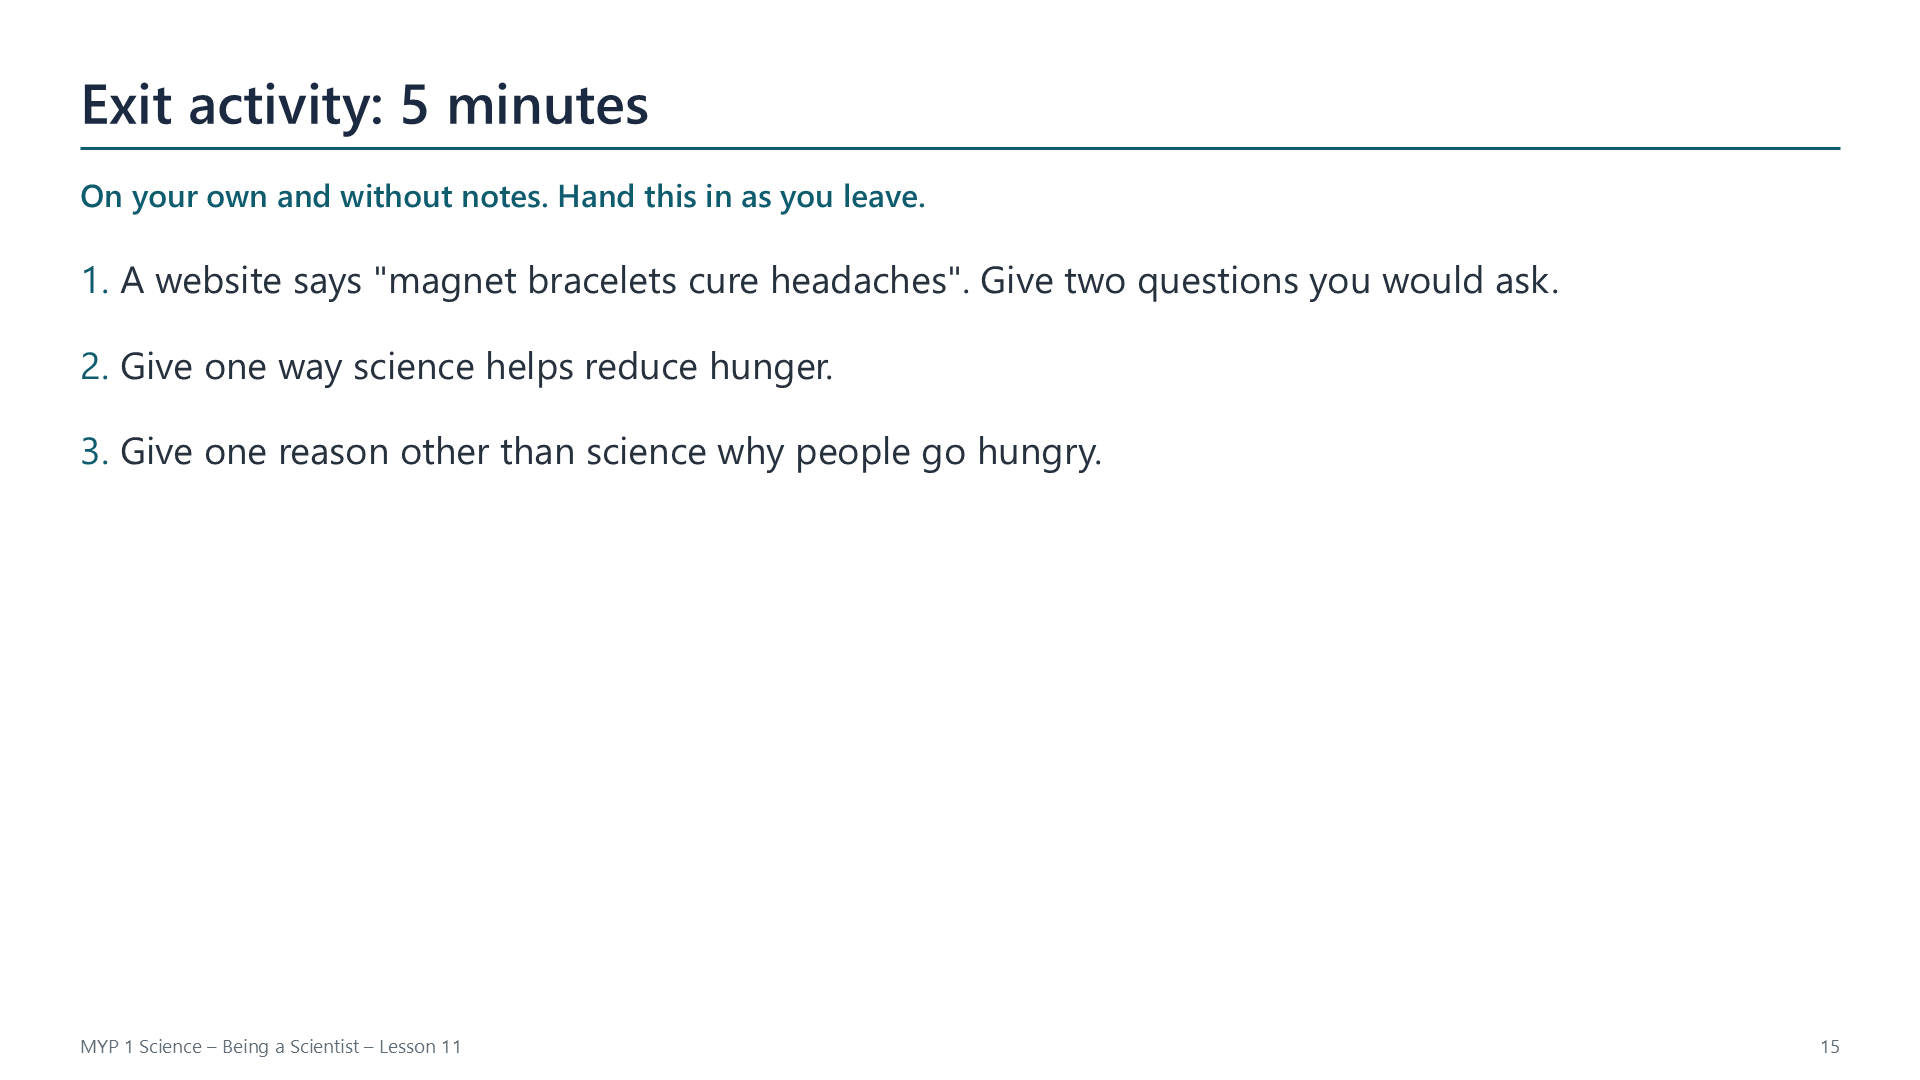 Exit activity: 5 minutes
On your own and without notes. Hand this in as you leave.
1. A website says "magnet bracelets cure headaches". Give two questions you would ask.
2. Give one way science helps reduce hunger.
3. Give one reason other than science why people go hungry.
MYP 1 Science – Being a Scientist – Lesson 11
15